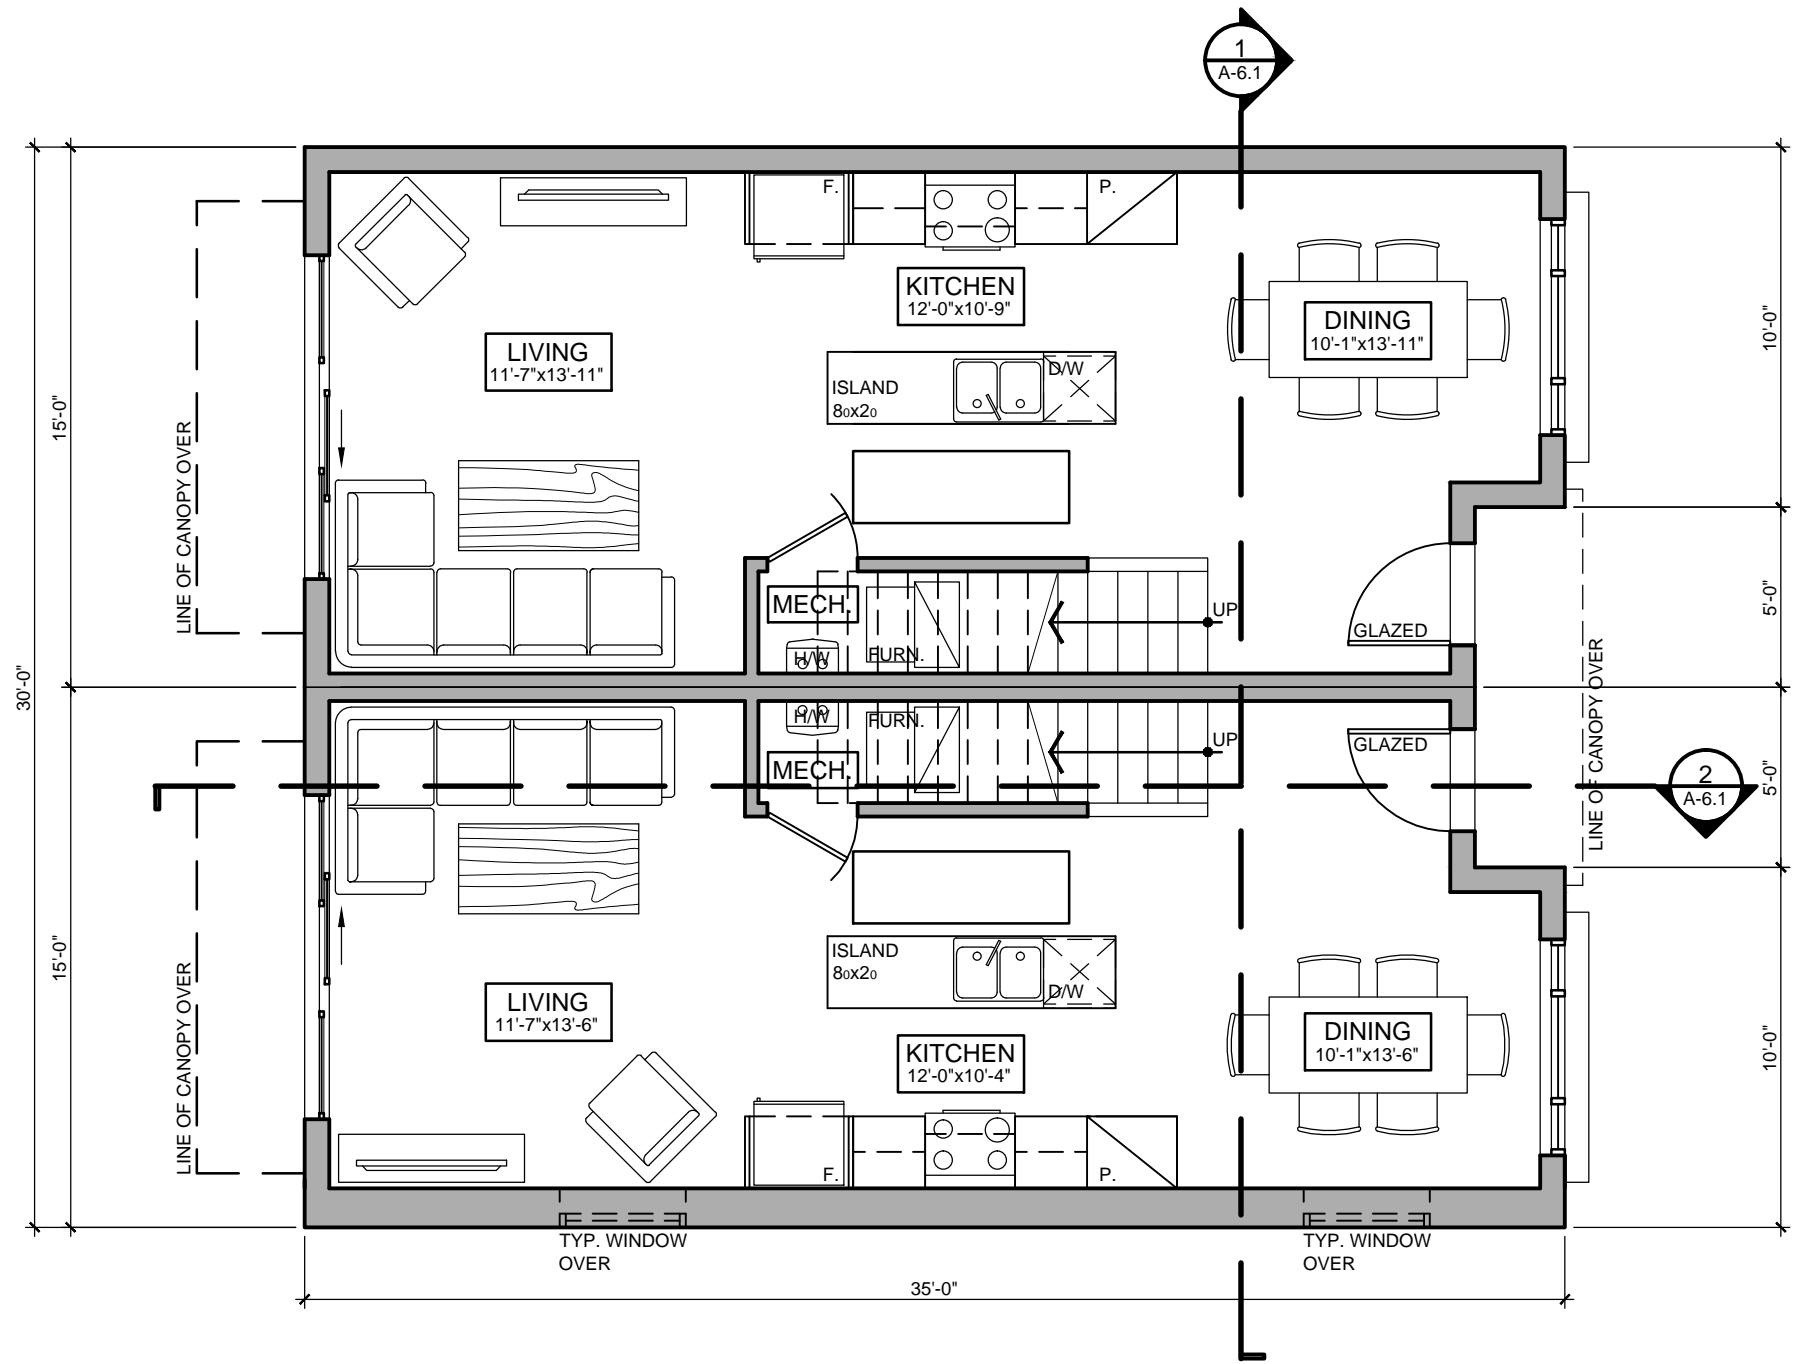 1
A-6.1
F.
P.
KITCHEN
12'-0"x10'-9"
LIVING
11'-7"x13'-11"
DINING
10'-1"x13'-11"
10'-0"
D/W
ISLAND
80x20
15'-0"
LINE OF CANOPY OVER
MECH.
UP
5'-0"
GLAZED
H/W
FURN.
30'-0"
LINE OF CANOPY OVER
H/W
FURN.
UP
GLAZED
MECH.
2
A-6.1
5'-0"
15'-0"
LINE OF CANOPY OVER
ISLAND
80x20
D/W
LIVING
11'-7"x13'-6"
KITCHEN
12'-0"x10'-4"
DINING
10'-1"x13'-6"
10'-0"
F.
P.
TYP. WINDOW
OVER
TYP. WINDOW
OVER
35'-0"